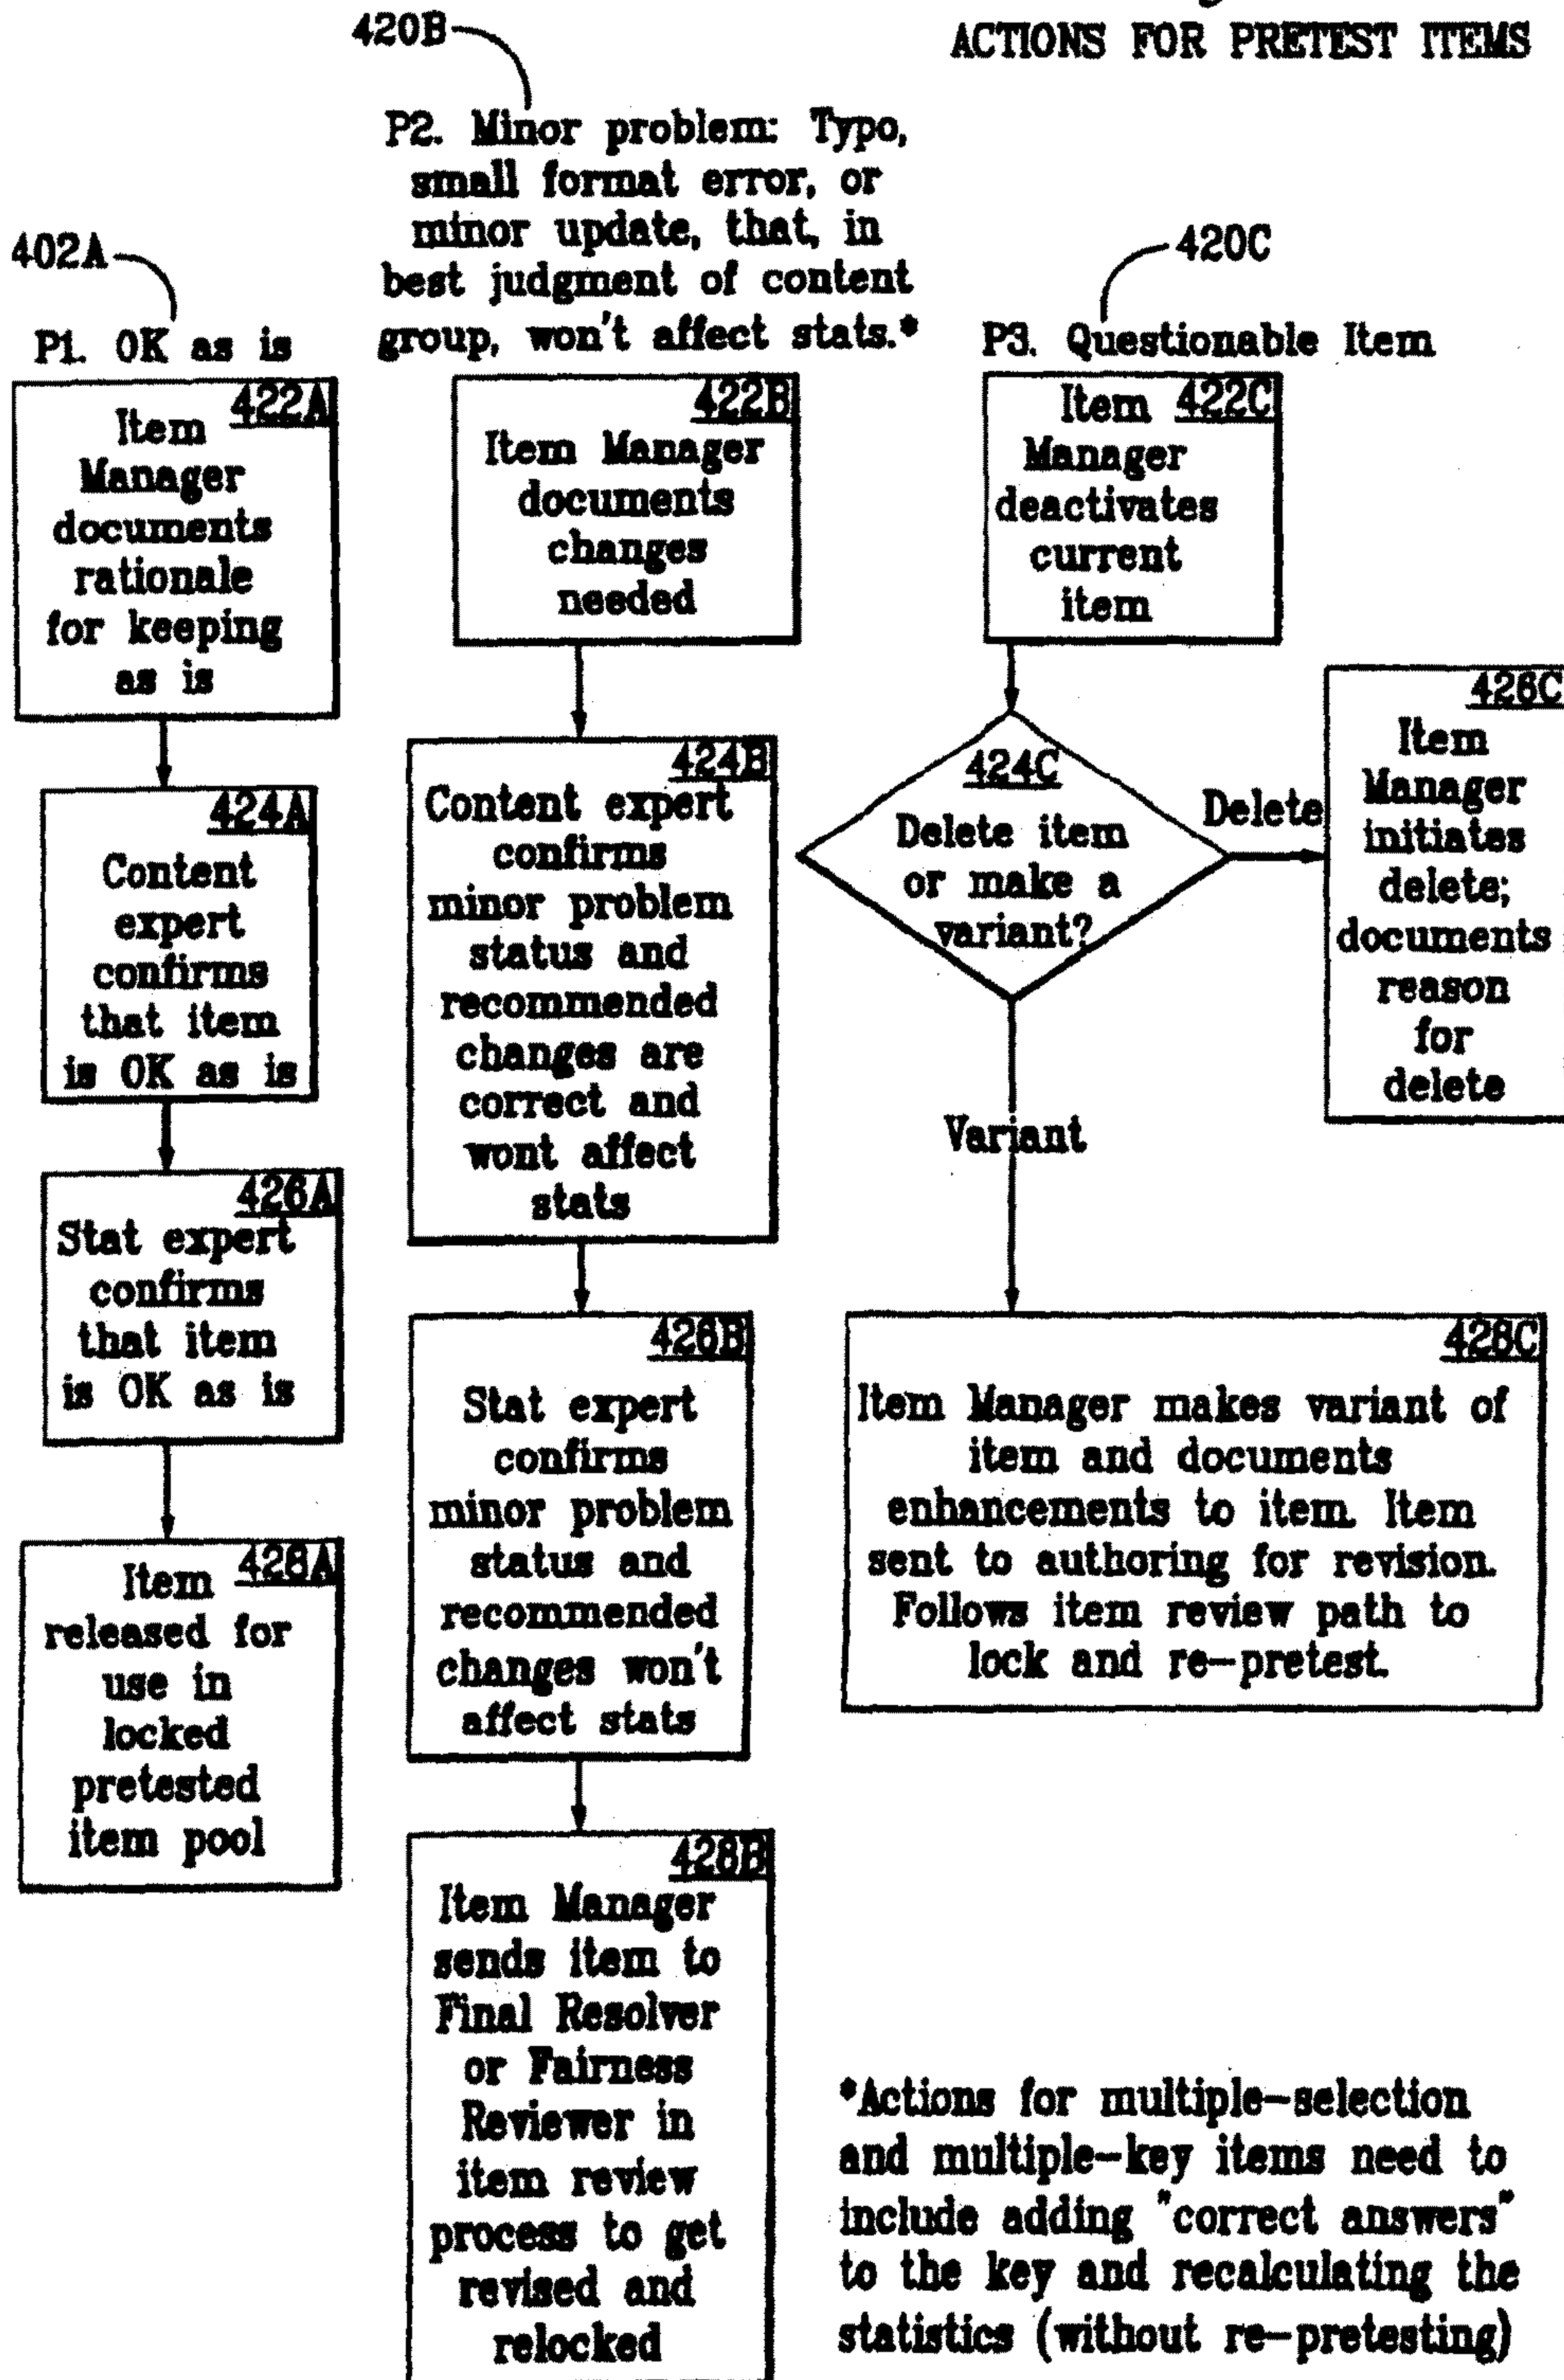 ACTIONS FOR PRETEST ITEMS
402A
P1. OK as is
422A
Item
Manager
documents
rationale
for keeping
as is
424A
Content
expert
confirms
that item
is OK as is
426A
Stat expert
confirms
that item
is OK as is
428A
Item
released for
use in
locked
pretested
item pool
420B
P2. Minor problem: Typo,
small format error, or
minor update, that, in
best judgment of content
group, won't affect stats.*
422B
Item Manager
documents
changes
needed
424B
Content expert
confirms
minor problem
status and
recommended
changes are
correct and
wont affect
stats
426B
Stat expert
confirms
minor problem
status and
recommended
changes won't
affect stats
428B
Item Manager
sends item to
Final Resolver
or Fairness
Reviewer in
item review
process to get
revised and
relocked
420C
P3. Questionable Item
422C
Item
Manager
deactivates
current
item
424C
Delete item
or make a
variant?
Delete
426C
Item
Manager
initiates
delete;
documents
reason
for
delete
Variant
428C
Item Manager makes variant of
item and documents
enhancements to item. Item
sent to authoring for revision.
Follows item review path to
lock and re-pretest.
*Actions for multiple-selection
and multiple-key items need to
include adding "correct answers"
to the key and recalculating the
statistics (without re-pretesting)